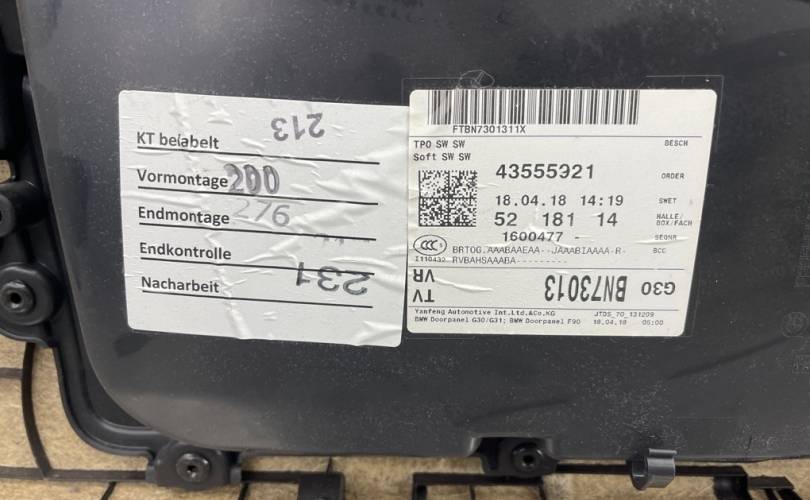 213
KT belabelt
Vormontage 200
Endmontage 276
Endkontrolle
Nacharbeit 231
FTBN7301311X
TPO SW SW BESCH
Soft SW SW
43555921 ORDER
18.04.18 14:19 SWET
52 181 14 HALLE/
BOX/FACH
1600477 - SEQNR
CCC BRT0G.AAABAAEAA--JAAABIAAAA-R- BCC
I110432 RVBAHSAAABA---------
TV
VR
G30 BN73013
Yanfeng Automotive Int.Ltd.&Co.KG JTDS_70_131209
BMW Doorpanel G30/G31; BMW Doorpanel F90 18.04.18 05:00